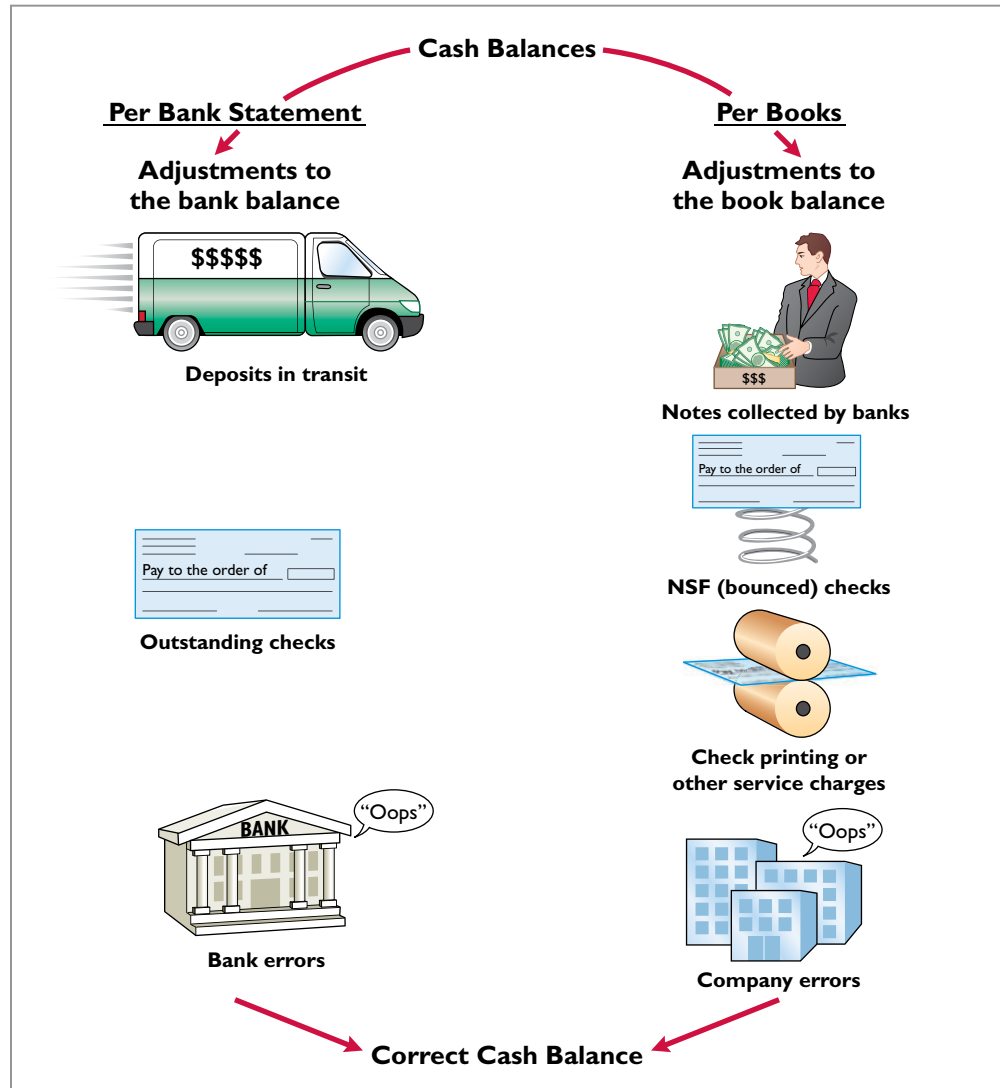 Cash Balances
Per Bank Statement
Adjustments to
the bank balance
$$$$$
Deposits in transit
Pay to the order of
Outstanding checks
BANK
“Oops”
Bank errors
Per Books
Adjustments to
the book balance
$$$
Notes collected by banks
Pay to the order of
NSF (bounced) checks
Check printing or
other service charges
“Oops”
Company errors
Correct Cash Balance